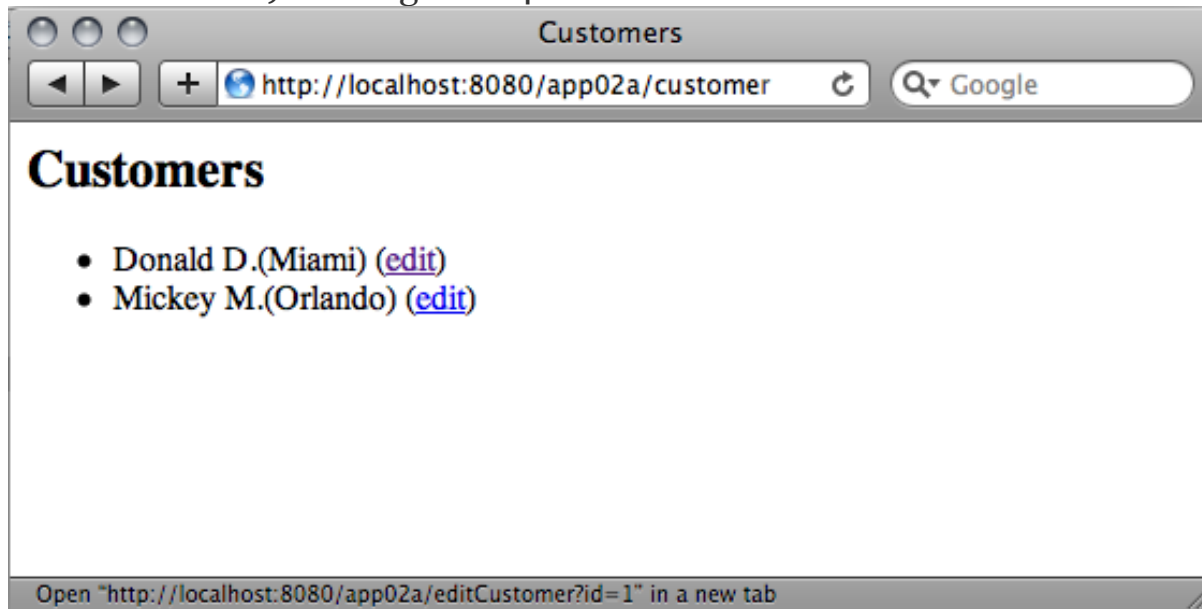 Customers
http://localhost:8080/app02a/customer
Google
Customers
• Donald D.(Miami) (edit)
• Mickey M.(Orlando) (edit)
Open "http://localhost:8080/app02a/editCustomer?id=1" in a new tab